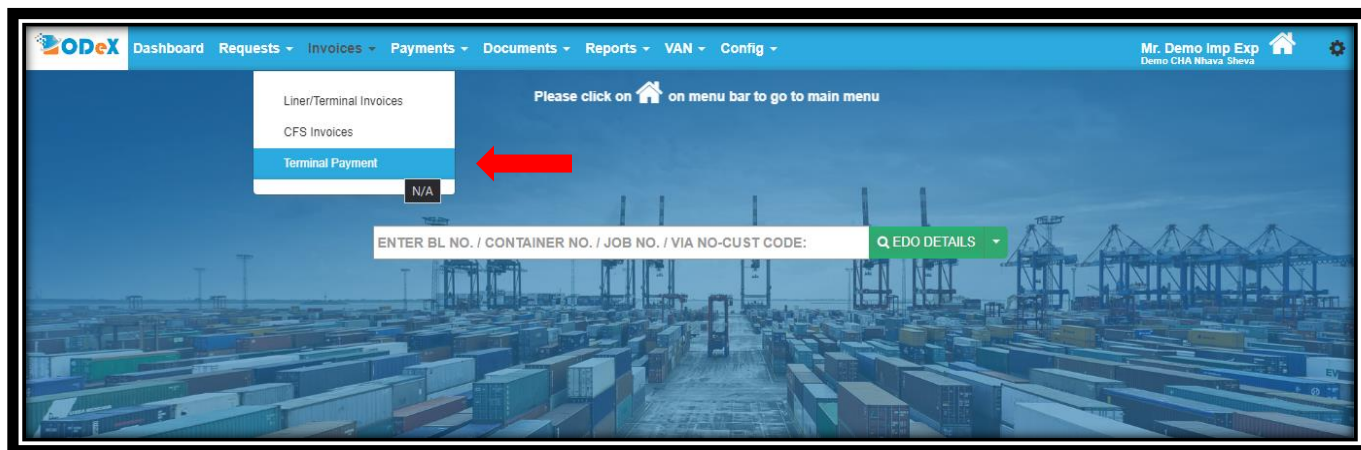 ODeX Dashboard Requests Invoices Payments Documents Reports VAN Config Mr. Demo Imp Exp
Demo CHA Nhava Sheva
Please click on on menu bar to go to main menu
Liner/Terminal Invoices
CFS Invoices
Terminal Payment
N/A
ENTER BL NO. / CONTAINER NO. / JOB NO. / VIA NO-CUST CODE: EDO DETAILS
EV